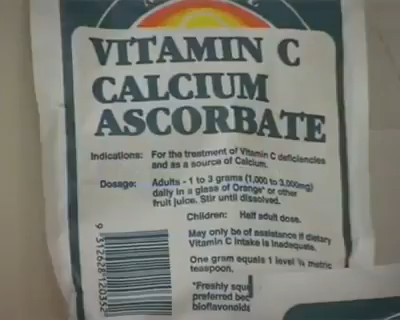 VITAMIN C
CALCIUM
ASCORBATE
Indications: For the treatment of Vitamin C deficiencies
and as a source of Calcium.
Dosage: Adults - 1 to 3 grams (1,000 to 3,000mg)
daily in a glass of Orange* or other
fruit juice. Stir until dissolved.
Children: Half adult dose.
May only be of assistance if dietary
Vitamin C intake is inadequate.
One gram equals 1 level ¼ metric
teaspoon.
*Freshly
preferred
bioflavonoids